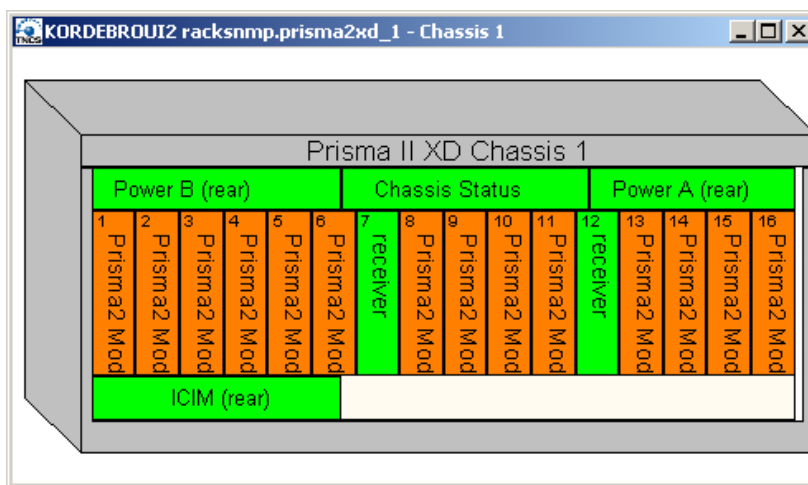 TNCS KORDEBROUI2 racksnmp.prisma2xd_1 - Chassis 1
Prisma II XD Chassis 1
Power B (rear) Chassis Status Power A (rear)
1 2 3 4 5 6 7 8 9 10 11 12 13 14 15 16
Prisma2 Mod
Prisma2 Mod
Prisma2 Mod
Prisma2 Mod
Prisma2 Mod
Prisma2 Mod
receiver
Prisma2 Mod
Prisma2 Mod
Prisma2 Mod
Prisma2 Mod
receiver
Prisma2 Mod
Prisma2 Mod
Prisma2 Mod
Prisma2 Mod
ICIM (rear)